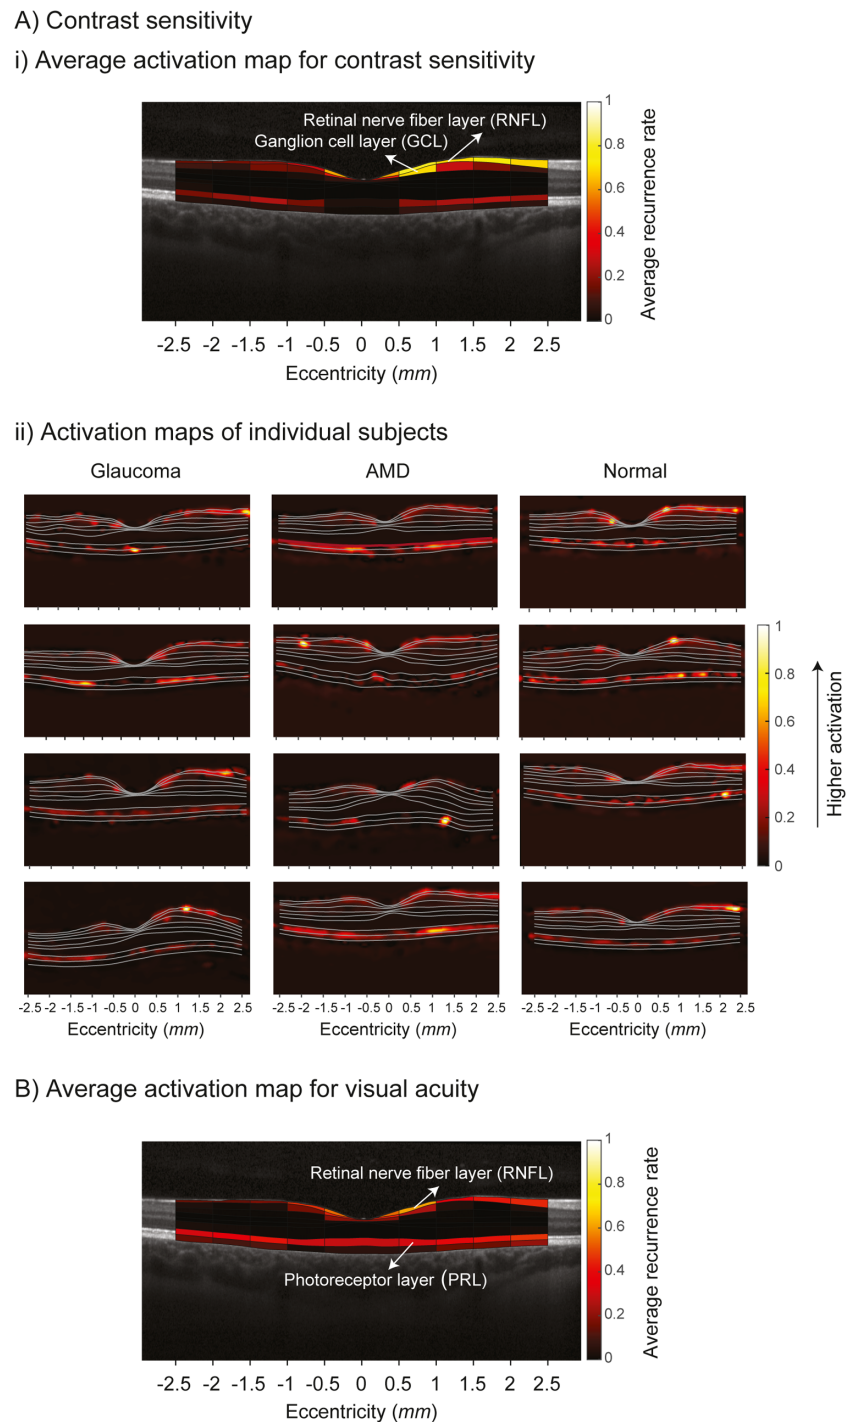 A) Contrast sensitivity
i) Average activation map for contrast sensitivity
Retinal nerve fiber layer (RNFL)
Ganglion cell layer (GCL)
1
0.8
0.6
0.4
0.2
0
Average recurrence rate
-2.5 -2 -1.5 -1 -0.5 0 0.5 1 1.5 2 2.5
Eccentricity (mm)
ii) Activation maps of individual subjects
Glaucoma AMD Normal
1
0.8
0.6
0.4
0.2
0
Higher activation
-2.5 -2 -1.5 -1 -0.5 0 0.5 1 1.5 2 2.5
-2.5 -2 -1.5 -1 -0.5 0 0.5 1 1.5 2 2.5
-2.5 -2 -1.5 -1 -0.5 0 0.5 1 1.5 2 2.5
Eccentricity (mm) Eccentricity (mm) Eccentricity (mm)
B) Average activation map for visual acuity
Retinal nerve fiber layer (RNFL)
Photoreceptor layer (PRL)
1
0.8
0.6
0.4
0.2
0
Average recurrence rate
-2.5 -2 -1.5 -1 -0.5 0 0.5 1 1.5 2 2.5
Eccentricity (mm)